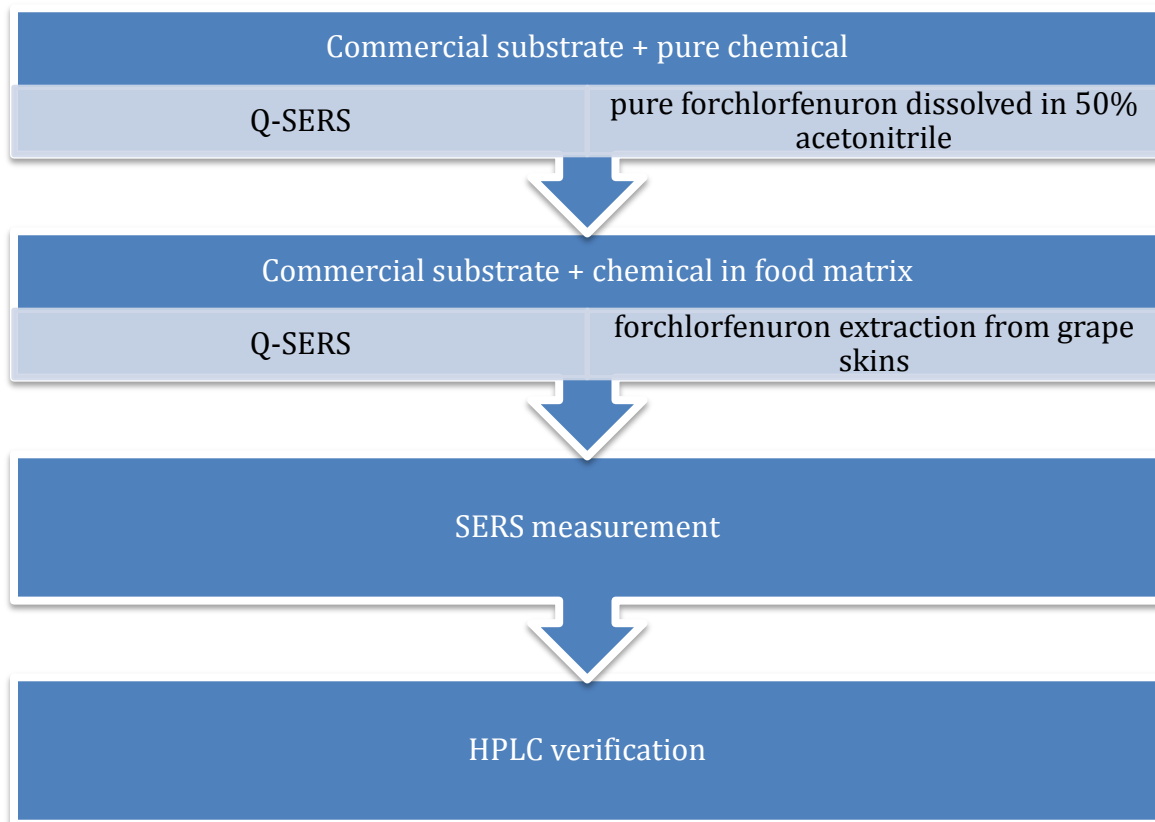 Commercial substrate + pure chemical
Q-SERS
pure forchlorfenuron dissolved in 50%
acetonitrile
Commercial substrate + chemical in food matrix
Q-SERS
forchlorfenuron extraction from grape
skins
SERS measurement
HPLC verification